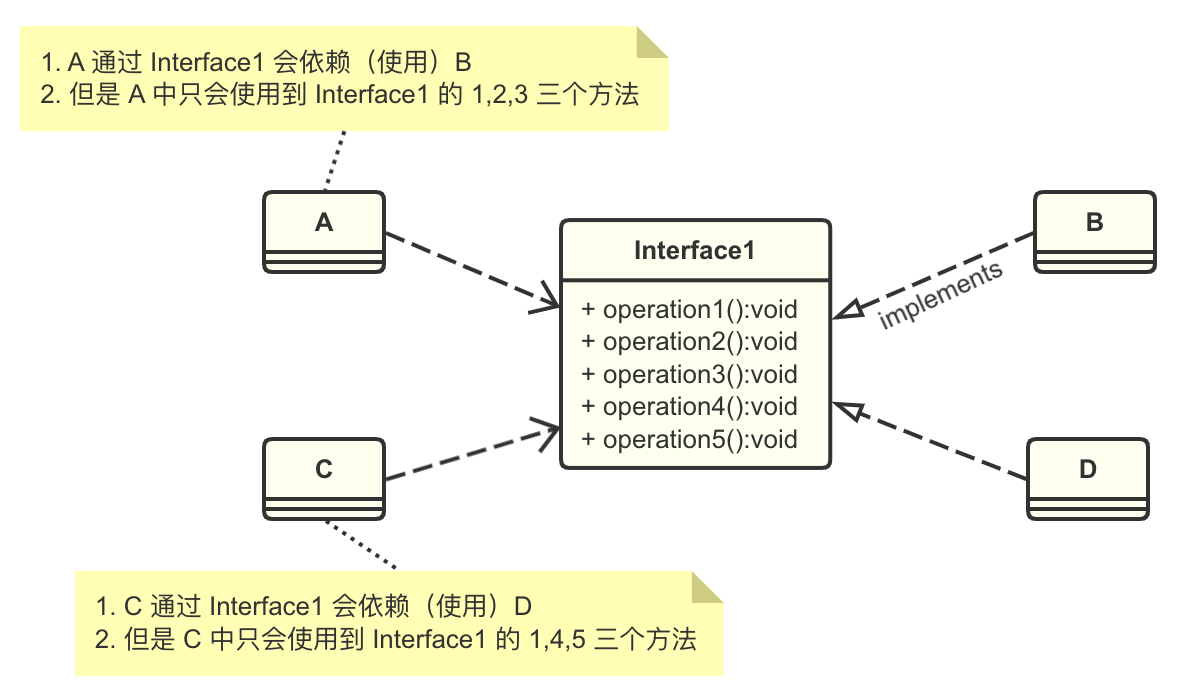 1. A 通过 Interface1 会依赖（使用）B
2. 但是 A 中只会使用到 Interface1 的 1,2,3 三个方法
A
Interface1
B
+ operation1():void
+ operation2():void
+ operation3():void
+ operation4():void
+ operation5():void
implements
C
D
1. C 通过 Interface1 会依赖（使用）D
2. 但是 C 中只会使用到 Interface1 的 1,4,5 三个方法